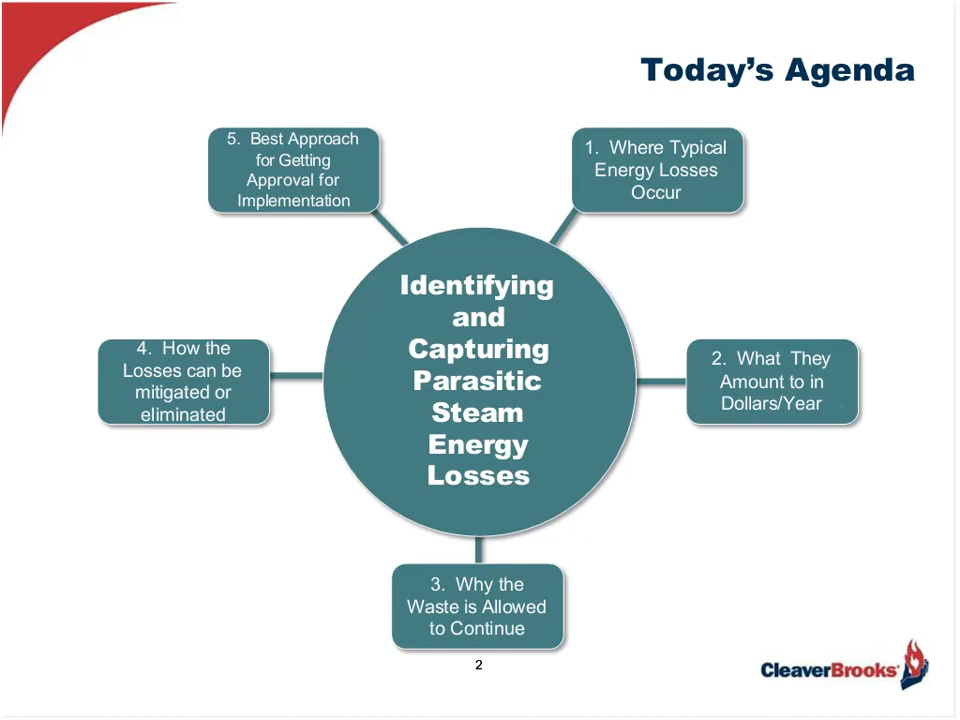 Today’s Agenda
5. Best Approach
for Getting
Approval for
Implementation
1. Where Typical
Energy Losses
Occur
Identifying
and
Capturing
Parasitic
Steam
Energy
Losses
4. How the
Losses can be
mitigated or
eliminated
2. What They
Amount to in
Dollars/Year
3. Why the
Waste is Allowed
to Continue
2
CleaverBrooks®